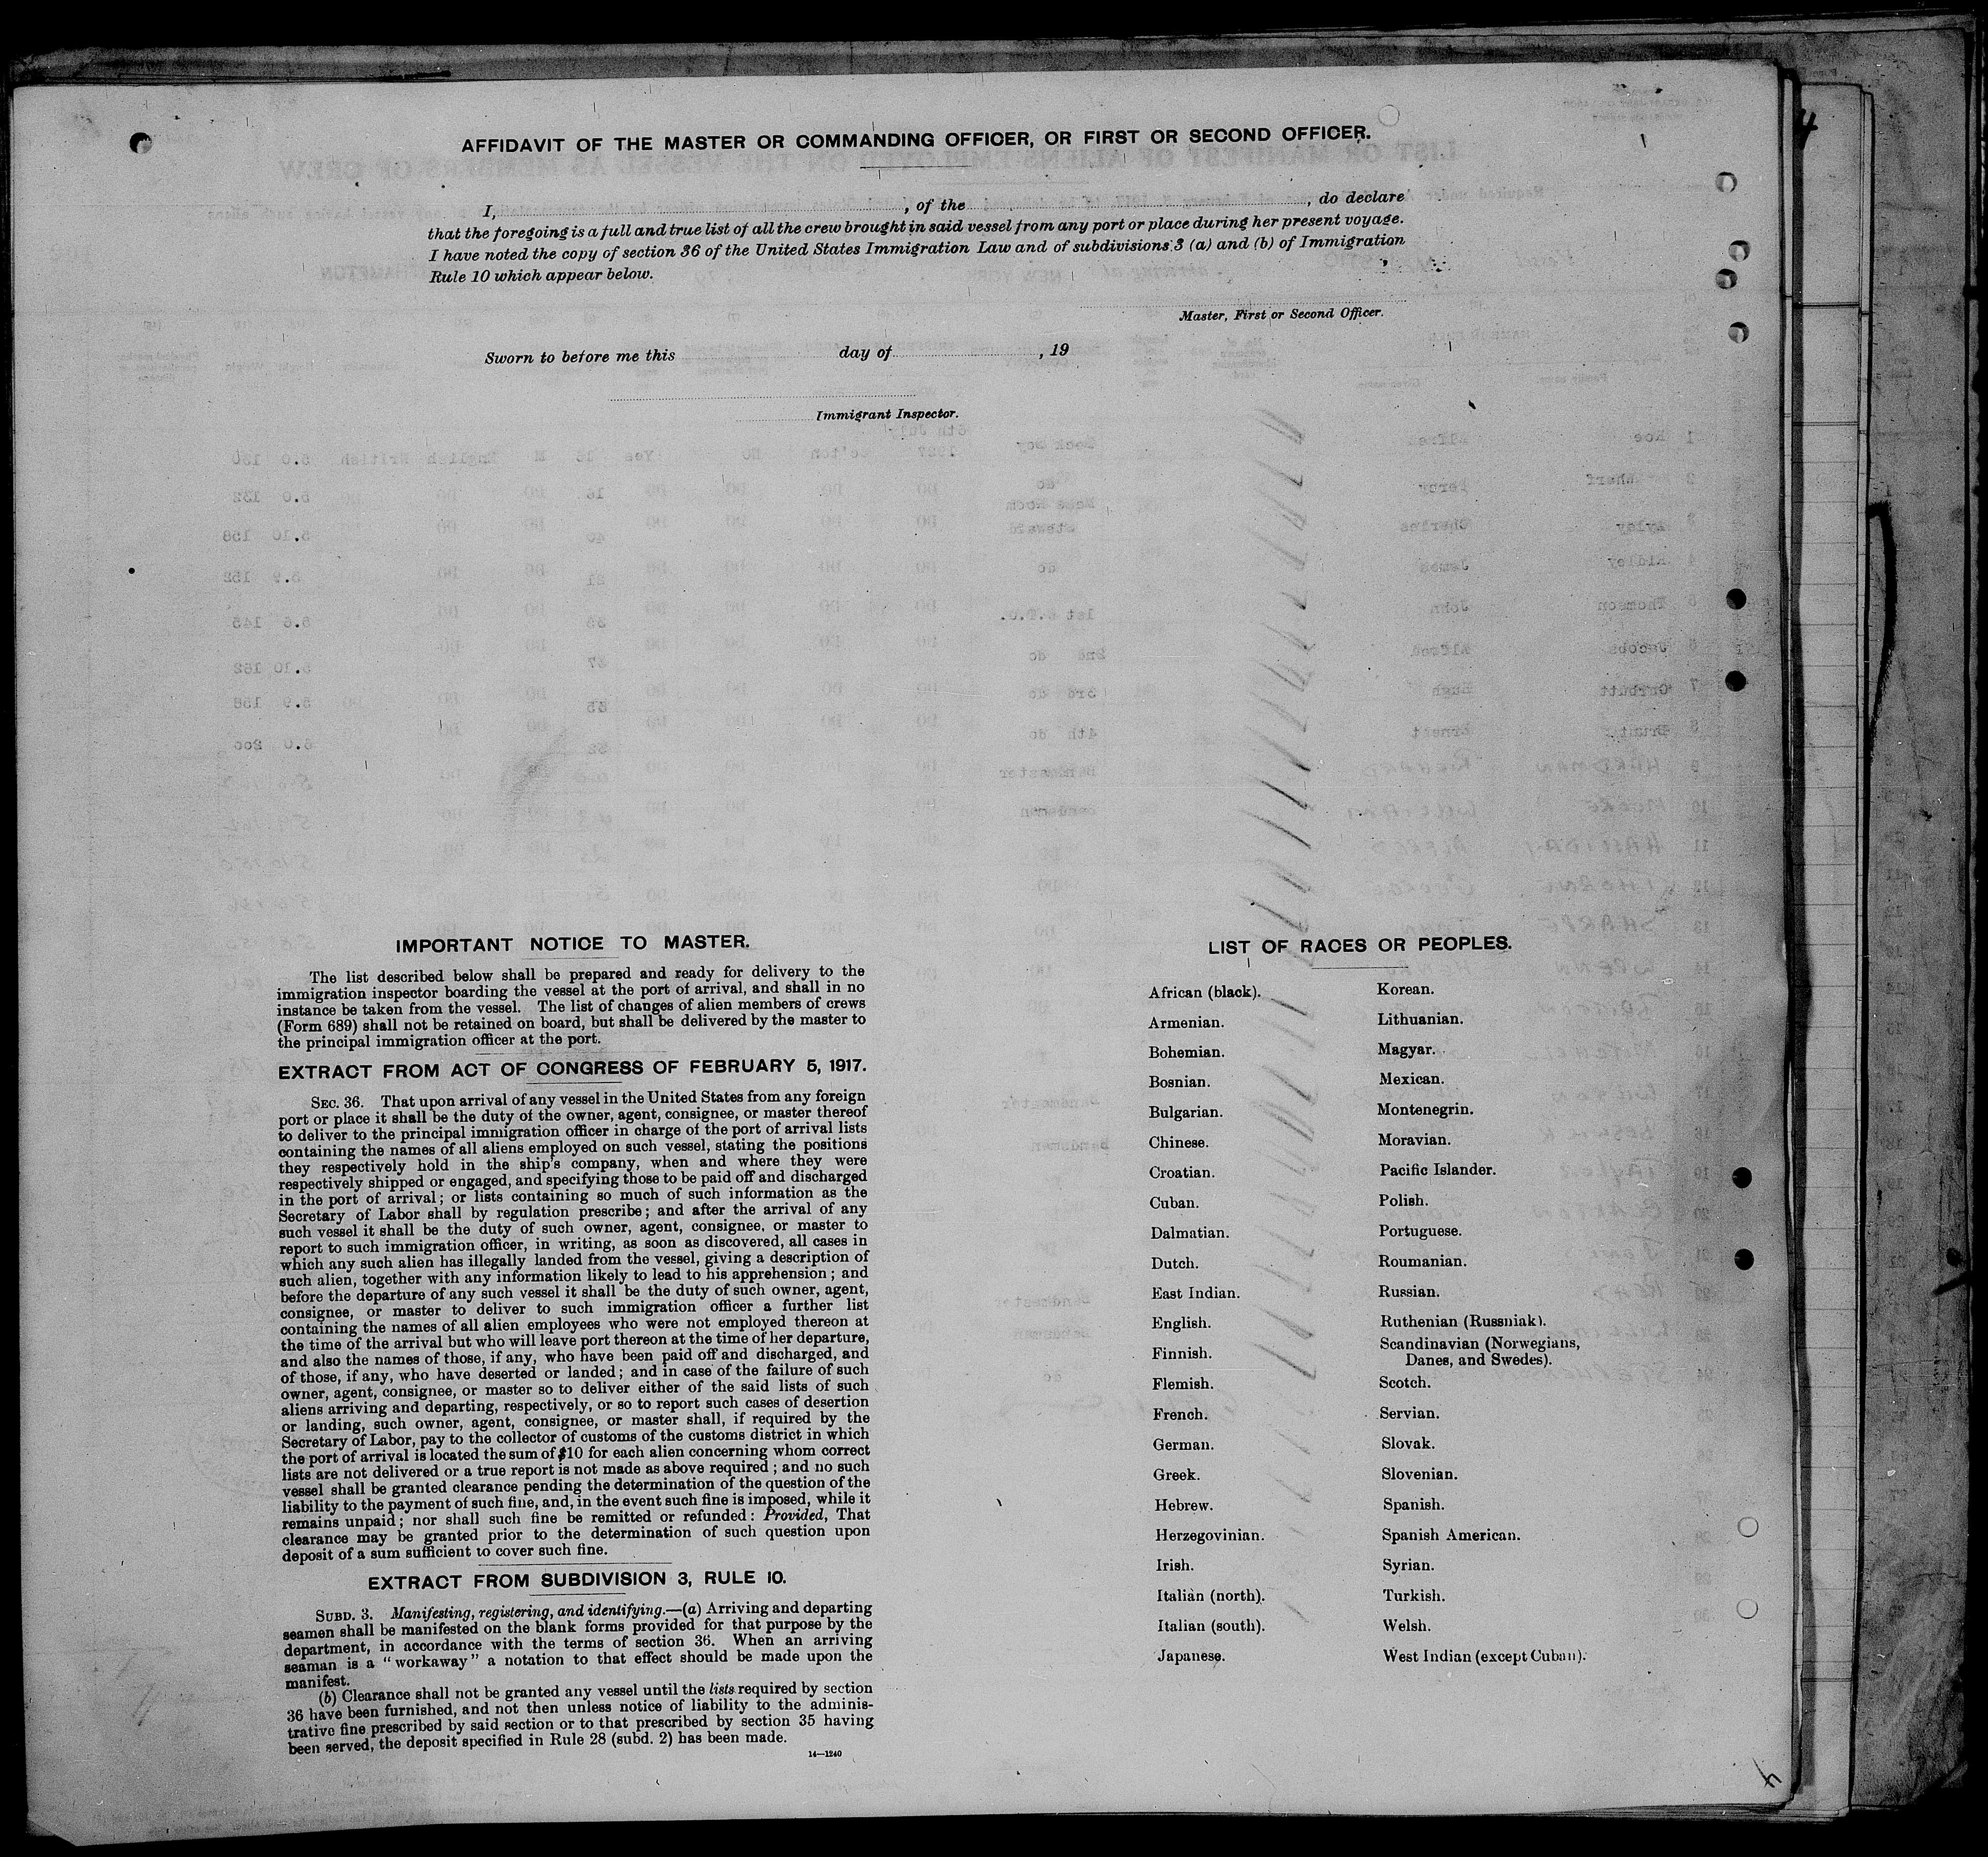 AFFIDAVIT OF THE MASTER OR COMMANDING OFFICER, OR FIRST OR SECOND OFFICER.
I, , of the , do declare
that the foregoing is a full and true list of all the crew brought in said vessel from any port or place during her present voyage.
I have noted the copy of section 36 of the United States Immigration Law and of subdivisions 3 (a) and (b) of Immigration
Rule 10 which appear below.
Master, First or Second Officer.
Sworn to before me this day of , 19
Immigrant Inspector.
IMPORTANT NOTICE TO MASTER.
The list described below shall be prepared and ready for delivery to the
immigration inspector boarding the vessel at the port of arrival, and shall in no
instance be taken from the vessel. The list of changes of alien members of crews
(Form 689) shall not be retained on board, but shall be delivered by the master to
the principal immigration officer at the port.
EXTRACT FROM ACT OF CONGRESS OF FEBRUARY 5, 1917.
SEC. 36. That upon arrival of any vessel in the United States from any foreign
port or place it shall be the duty of the owner, agent, consignee, or master thereof
to deliver to the principal immigration officer in charge of the port of arrival lists
containing the names of all aliens employed on such vessel, stating the positions
they respectively hold in the ship's company, when and where they were
respectively shipped or engaged, and specifying those to be paid off and discharged
in the port of arrival; or lists containing so much of such information as the
Secretary of Labor shall by regulation prescribe; and after the arrival of any
such vessel it shall be the duty of such owner, agent, consignee, or master to
report to such immigration officer, in writing, as soon as discovered, all cases in
which any such alien has illegally landed from the vessel, giving a description of
such alien, together with any information likely to lead to his apprehension; and
before the departure of any such vessel it shall be the duty of such owner, agent,
consignee, or master to deliver to such immigration officer a further list
containing the names of all alien employees who were not employed thereon at
the time of the arrival but who will leave port thereon at the time of her departure,
and also the names of those, if any, who have been paid off and discharged, and
of those, if any, who have deserted or landed; and in case of the failure of such
owner, agent, consignee, or master so to deliver either of the said lists of such
aliens arriving and departing, respectively, or so to report such cases of desertion
or landing, such owner, agent, consignee, or master shall, if required by the
Secretary of Labor, pay to the collector of customs of the customs district in which
the port of arrival is located the sum of $10 for each alien concerning whom correct
lists are not delivered or a true report is not made as above required; and no such
vessel shall be granted clearance pending the determination of the question of the
liability to the payment of such fine, and, in the event such fine is imposed, while it
remains unpaid; nor shall such fine be remitted or refunded: Provided, That
clearance may be granted prior to the determination of such question upon
deposit of a sum sufficient to cover such fine.
EXTRACT FROM SUBDIVISION 3, RULE 10.
SUBD. 3. Manifesting, registering, and identifying.—(a) Arriving and departing
seamen shall be manifested on the blank forms provided for that purpose by the
department, in accordance with the terms of section 36. When an arriving
seaman is a "workaway" a notation to that effect should be made upon the
manifest.
(b) Clearance shall not be granted any vessel until the lists required by section
36 have been furnished, and not then unless notice of liability to the adminis-
trative fine prescribed by said section or to that prescribed by section 35 having
been served, the deposit specified in Rule 28 (subd. 2) has been made.
14—1240
LIST OF RACES OR PEOPLES.
African (black).
Armenian.
Bohemian.
Bosnian.
Bulgarian.
Chinese.
Croatian.
Cuban.
Dalmatian.
Dutch.
East Indian.
English.
Finnish.
Flemish.
French.
German.
Greek.
Hebrew.
Herzegovinian.
Irish.
Italian (north).
Italian (south).
Japanese.
Korean.
Lithuanian.
Magyar.
Mexican.
Montenegrin.
Moravian.
Pacific Islander.
Polish.
Portuguese.
Roumanian.
Russian.
Ruthenian (Russniak).
Scandinavian (Norwegians,
Danes, and Swedes).
Scotch.
Servian.
Slovak.
Slovenian.
Spanish.
Spanish American.
Syrian.
Turkish.
Welsh.
West Indian (except Cuban).
4